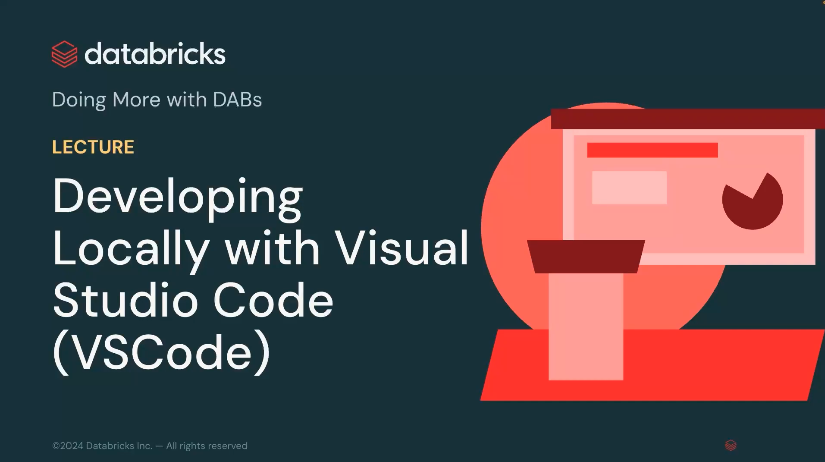 databricks
Doing More with DABs
LECTURE
Developing
Locally with Visual
Studio Code
(VSCode)
©2024 Databricks Inc. — All rights reserved